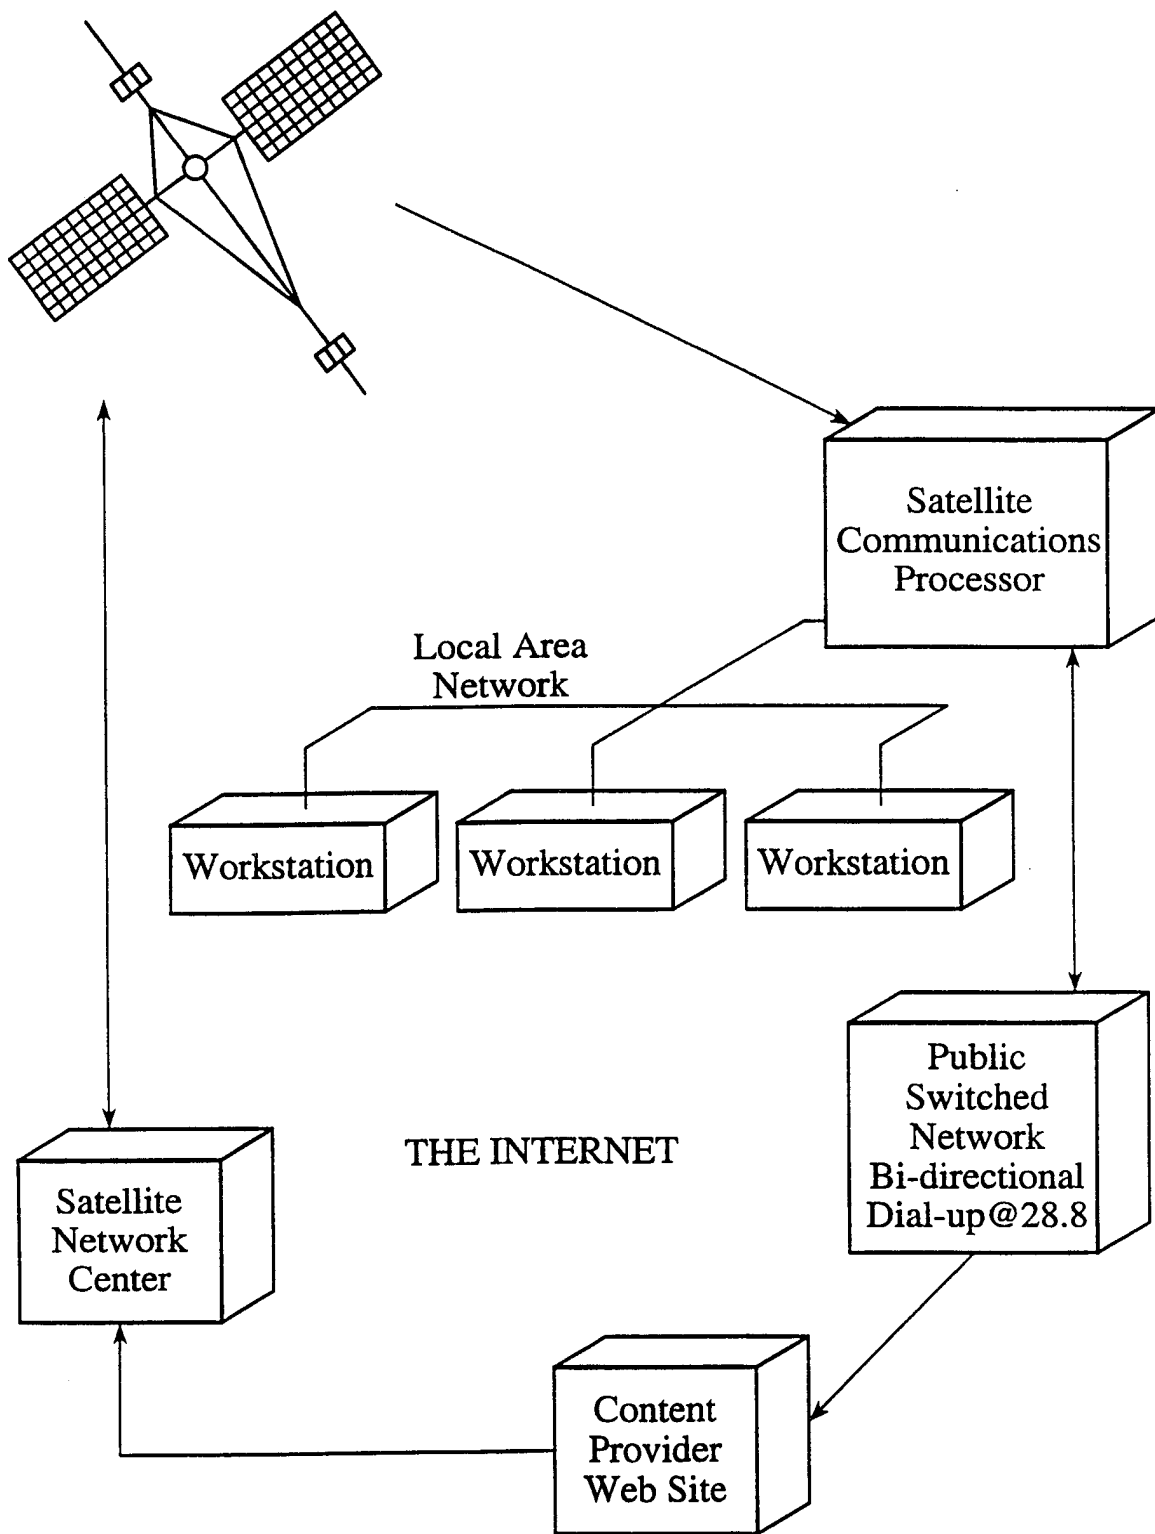 Satellite
Communications
Processor
Local Area
Network
Workstation
Workstation
Workstation
Public
Switched
Network
Bi-directional
Dial-up@28.8
THE INTERNET
Satellite
Network
Center
Content
Provider
Web Site